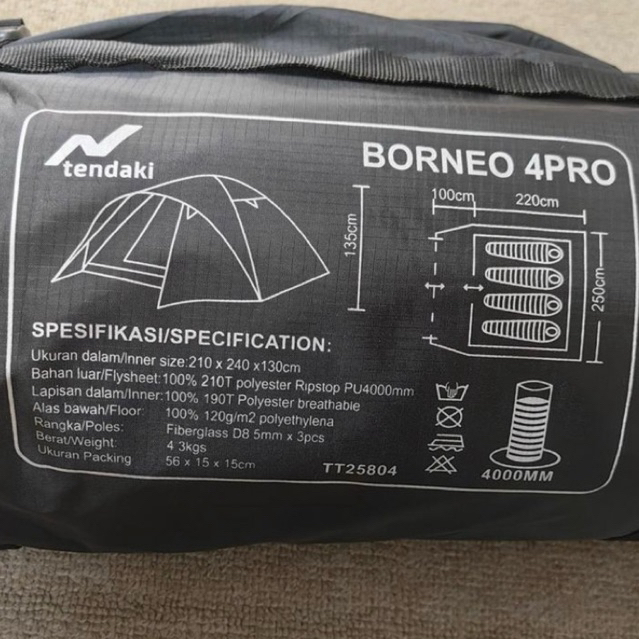 tendaki
BORNEO 4PRO
100cm 220cm
135cm
250cm
SPESIFIKASI/SPECIFICATION:
Ukuran dalam/Inner size: 210 x 240 x130cm
Bahan luar/Flysheet: 100% 210T polyester Ripstop PU4000mm
Lapisan dalam/Inner: 100% 190T Polyester breathable
Alas bawah/Floor: 100% 120g/m2 polyethylena
Rangka/Poles: Fiberglass D8 5mm x 3pcs
Berat/Weight: 4 3kgs
Ukuran Packing 56 x 15 x 15cm
TT25804
4000MM